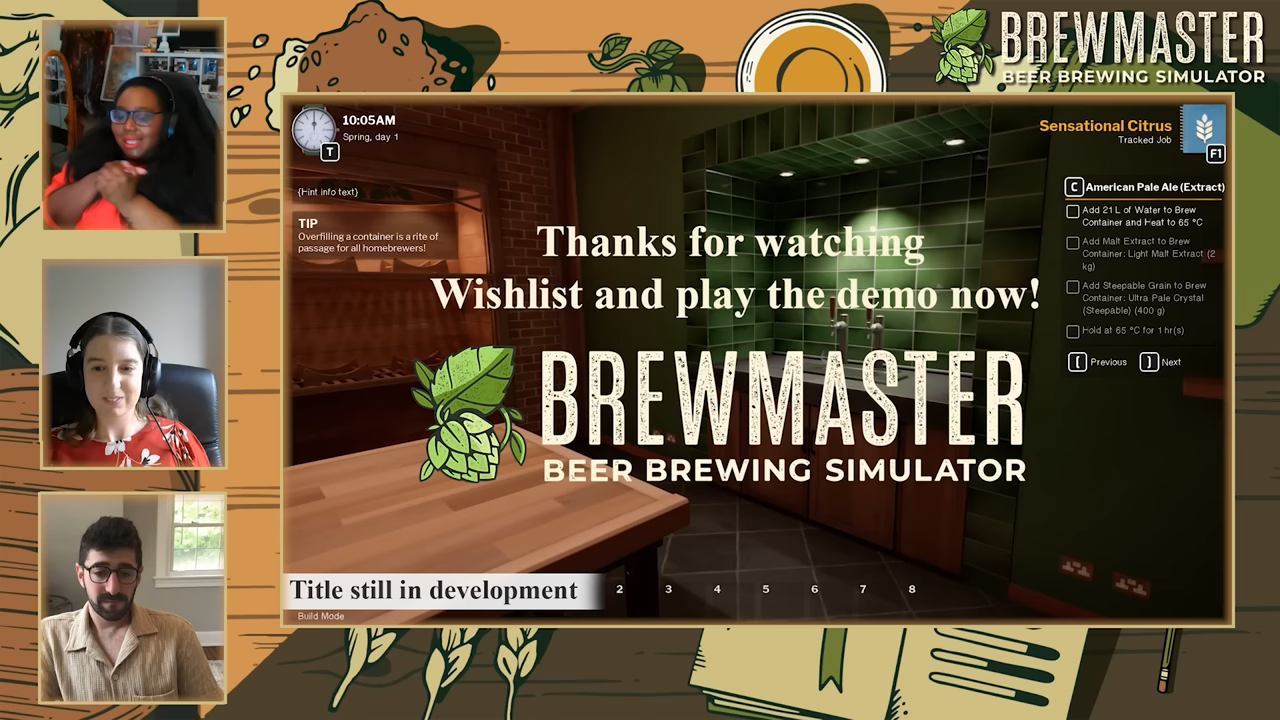 BREWMASTER
BEER BREWING SIMULATOR
10:05AM
Spring, day 1
T
{Hint info text}
TIP
Overfilling a container is a rite of
passage for all homebrewers!
Sensational Citrus
Tracked Job
F1
C American Pale Ale (Extract)
Add 21 L of Water to Brew
Container and Heat to 65 °C
Add Malt Extract to Brew
Container: Light Malt Extract (2
kg)
Add Steepable Grain to Brew
Container: Ultra Pale Crystal
(Steepable) (400 g)
Hold at 65 °C for 1 hr(s)
[ Previous ] Next
Thanks for watching
Wishlist and play the demo now!
BREWMASTER
BEER BREWING SIMULATOR
Title still in development
2 3 4 5 6 7 8
Build Mode